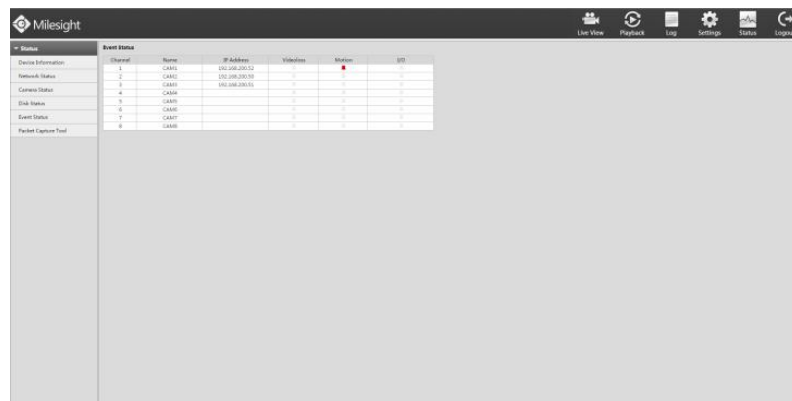 Milesight
Live View Playback Log Settings Status Logou
Status
Device Information
Network Status
Camera Status
Disk Status
Event Status
Packet Capture Tool
Event Status
Channel Name IP Address Videoloss Motion I/O
1 CAM1 192.168.200.52
2 CAM2 192.168.200.50
3 CAM3 192.168.200.51
4 CAM4
5 CAM5
6 CAM6
7 CAM7
8 CAM8